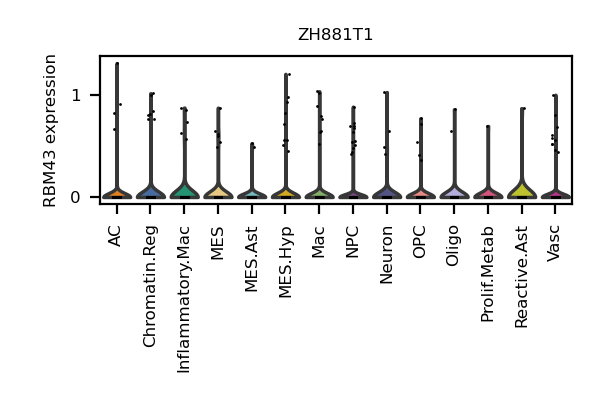 ZH881T1
RBM43 expression
1
0
AC
Chromatin.Reg
Inflammatory.Mac
MES
MES.Ast
MES.Hyp
Mac
NPC
Neuron
OPC
Oligo
Prolif.Metab
Reactive.Ast
Vasc